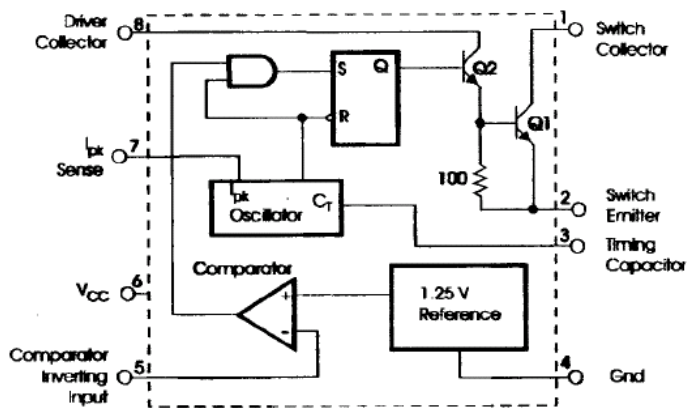 Driver
Collector
8
1
Switch
Collector
S
Q
Q2
R
Q1
Ipk
Sense
7
100
Ipk
Oscillator
CT
2
Switch
Emitter
3
Timing
Capacitor
Comparator
VCC
6
+
-
1.25 V
Reference
Comparator
Inverting
Input
5
4
Gnd